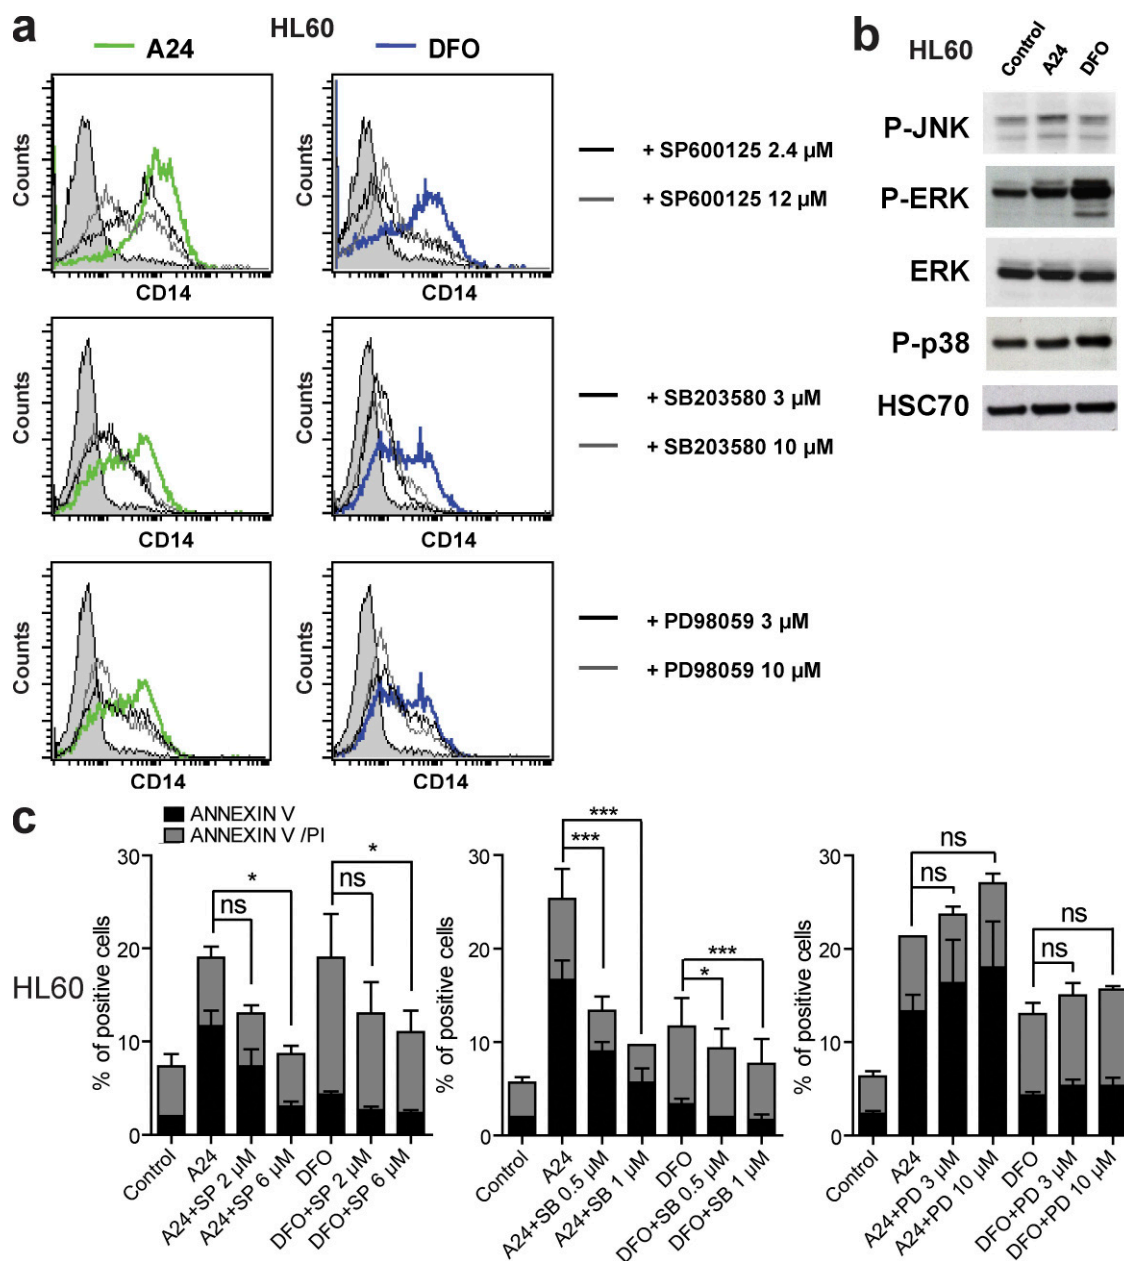 a
HL60
A24
DFO
Counts
CD14
Counts
CD14
+ SP600125 2.4 µM
+ SP600125 12 µM
Counts
CD14
Counts
CD14
+ SB203580 3 µM
+ SB203580 10 µM
Counts
CD14
Counts
CD14
+ PD98059 3 µM
+ PD98059 10 µM
b
HL60
Control
A24
DFO
P-JNK
P-ERK
ERK
P-p38
HSC70
c
ANNEXIN V
ANNEXIN V /PI
HL60
% of positive cells
30
20
10
0
*
ns
*
ns
Control
A24
A24+SP 2 µM
A24+SP 6 µM
DFO
DFO+SP 2 µM
DFO+SP 6 µM
% of positive cells
30
20
10
0
***
***
***
*
Control
A24
A24+SB 0.5 µM
A24+SB 1 µM
DFO
DFO+SB 0.5 µM
DFO+SB 1 µM
% of positive cells
30
20
10
0
ns
ns
ns
ns
Control
A24
A24+PD 3 µM
A24+PD 10 µM
DFO
DFO+PD 3 µM
DFO+PD 10 µM